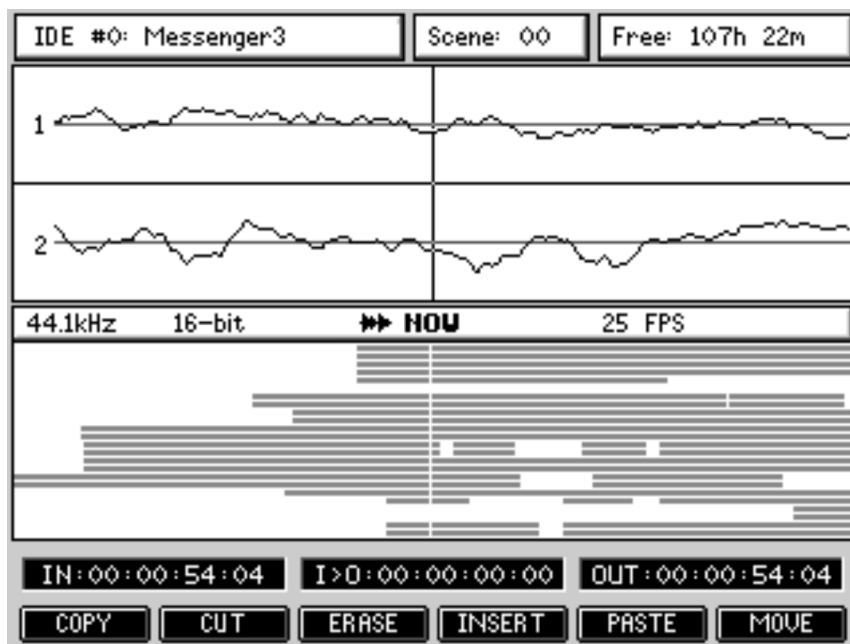 IDE #0: Messenger3 Scene: 00 Free: 107h 22m
1
2
44.1kHz 16-bit NOW 25 FPS
IN:00:00:54:04 I>O:00:00:00:00 OUT:00:00:54:04
COPY CUT ERASE INSERT PASTE MOVE